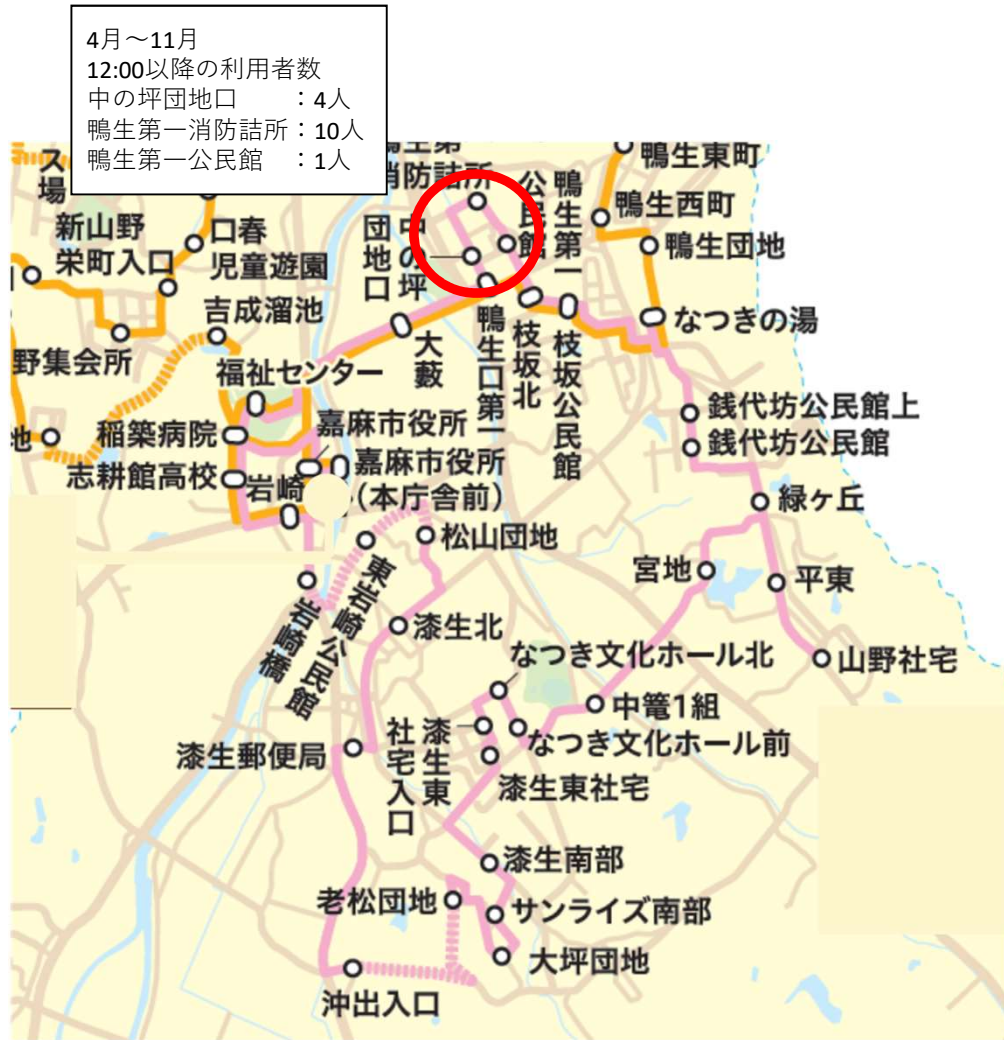 4月～11月
12:00以降の利用者数
中の坪団地口　　：4人
鴨生第一消防詰所：10人
鴨生第一公民館　：1人
ス場
鴨生第一
消防詰所
公民館
鴨生第一
鴨生東町
鴨生西町
鴨生団地
新山野
栄町入口
口春
児童遊園
中の坪
団地口
吉成溜池
なつきの湯
野集会所
大藪
鴨生口第一
枝坂北
枝坂公民館
福祉センター
嘉麻市役所
銭代坊公民館上
銭代坊公民館
地
稲築病院
志耕館高校
岩崎
嘉麻市役所
(本庁舎前)
緑ヶ丘
松山団地
宮地
平東
東岩崎公民館
岩崎橋
漆生北
山野社宅
なつき文化ホール北
中篭1組
なつき文化ホール前
漆生東
社宅入口
漆生郵便局
漆生東社宅
漆生南部
老松団地
サンライズ南部
大坪団地
沖出入口